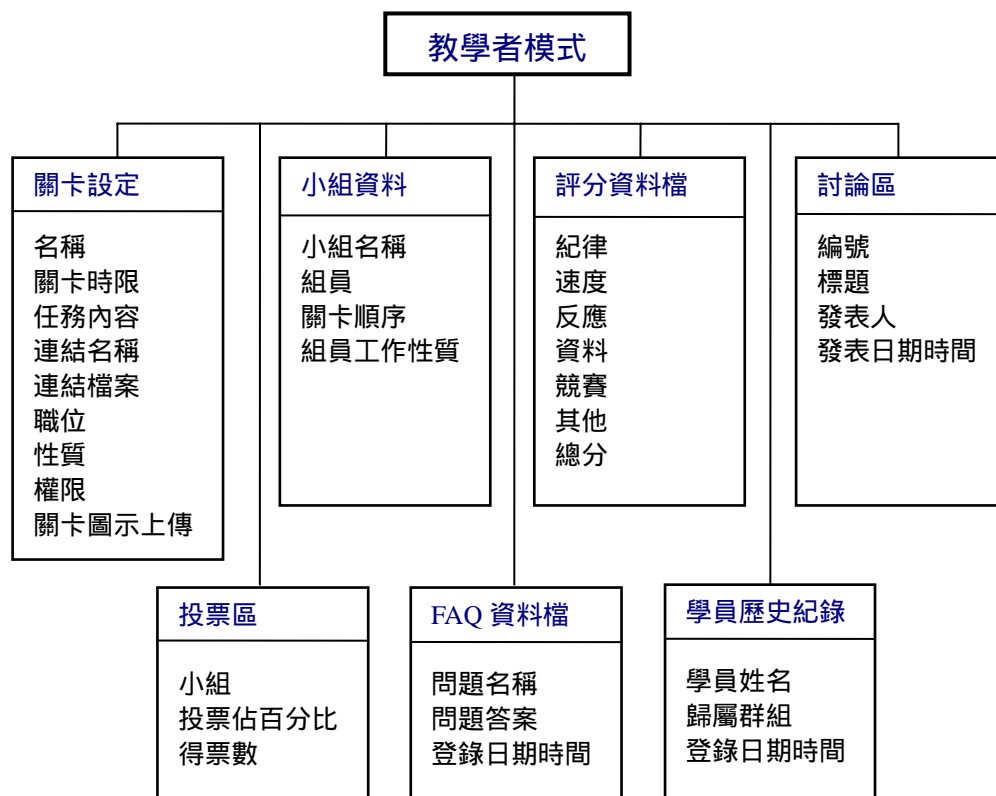 教學者模式
關卡設定
名稱
關卡時限
任務內容
連結名稱
連結檔案
職位
性質
權限
關卡圖示上傳
小組資料
小組名稱
組員
關卡順序
組員工作性質
評分資料檔
紀律
速度
反應
資料
競賽
其他
總分
討論區
編號
標題
發表人
發表日期時間
投票區
小組
投票佔百分比
得票數
FAQ 資料檔
問題名稱
問題答案
登錄日期時間
學員歷史紀錄
學員姓名
歸屬群組
登錄日期時間